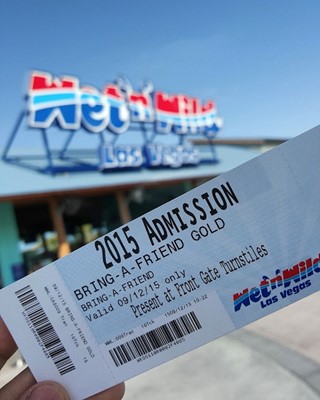 Wet'n'Wild
Las Vegas
2015 ADMISSION
BRING-A-FRIEND GOLD
BRING-A-FRIEND
Valid 09/12/15 only
Present at Front Gate Turnstiles
Wet'n'Wild
Las Vegas